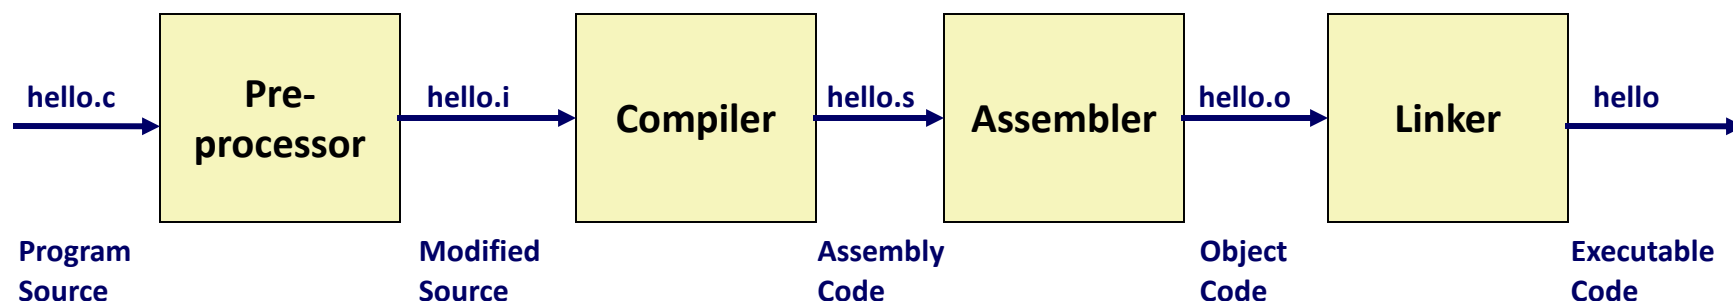 hello.c
Pre-
processor
hello.i
Compiler
hello.s
Assembler
hello.o
Linker
hello
Program
Source
Modified
Source
Assembly
Code
Object
Code
Executable
Code